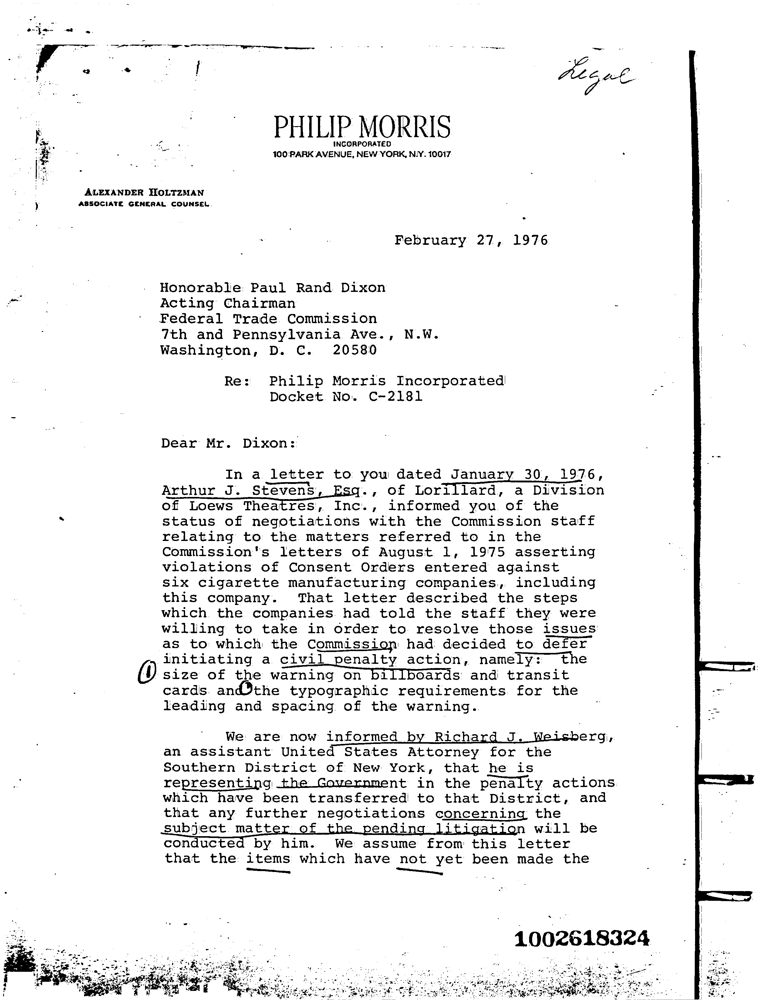 Legal
PHILIP MORRIS
INCORPORATED
100 PARK AVENUE, NEW YORK, N.Y. 10017
ALEXANDER HOLTZMAN
ASSOCIATE GENERAL COUNSEL
February 27, 1976
Honorable Paul Rand Dixon
Acting Chairman
Federal Trade Commission
7th and Pennsylvania Ave., N.W.
Washington, D. C. 20580
Re: Philip Morris Incorporated
Docket No. C-2181
Dear Mr. Dixon:
In a letter to you dated January 30, 1976,
Arthur J. Stevens, Esq., of Lorillard, a Division
of Loews Theatres, Inc., informed you of the
status of negotiations with the Commission staff
relating to the matters referred to in the
Commission's letters of August 1, 1975 asserting
violations of Consent Orders entered against
six cigarette manufacturing companies, including
this company. That letter described the steps
which the companies had told the staff they were
willing to take in order to resolve those issues
as to which the Commission had decided to defer
initiating a civil penalty action, namely: the
1 size of the warning on billboards and transit
cards and the typographic requirements for the
leading and spacing of the warning.
We are now informed by Richard J. Weisberg,
an assistant United States Attorney for the
Southern District of New York, that he is
representing the Government in the penalty actions
which have been transferred to that District, and
that any further negotiations concerning the
subject matter of the pending litigation will be
conducted by him. We assume from this letter
that the items which have not yet been made the
1002618324